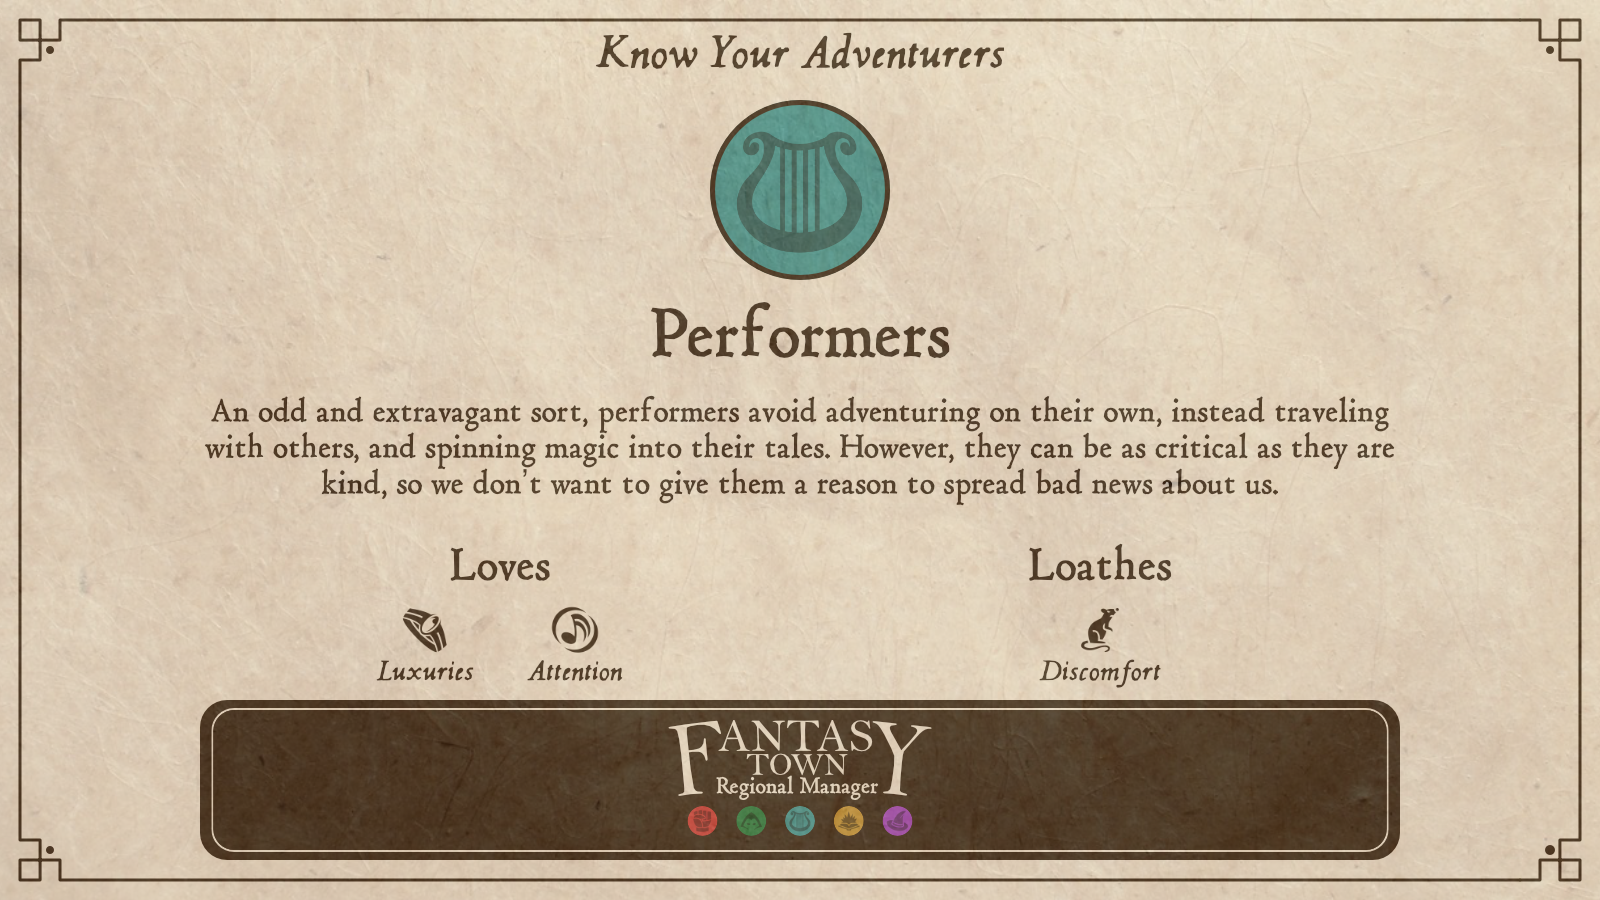 Know Your Adventurers
Performers
An odd and extravagant sort, performers avoid adventuring on their own, instead traveling
with others, and spinning magic into their tales. However, they can be as critical as they are
kind, so we don't want to give them a reason to spread bad news about us.
Loves
Loathes
Luxuries
Attention
Discomfort
FANTASY
TOWN
Regional Manager